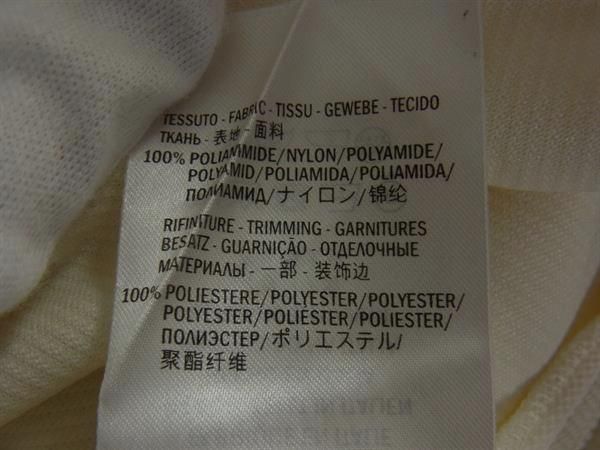 TESSUTO - FABRIC - TISSU - GEWEBE - TECIDO
ТКАНЬ - 表地 - 面料
100% POLIAMMIDE/NYLON/POLYAMIDE/
POLYAMID/POLIAMIDA/POLIAMIDA/
ПОЛИАМИД/ナイロン/锦纶
RIFINITURE - TRIMMING - GARNITURES
BESATZ - GUARNIÇÃO - ОТДЕЛОЧНЫЕ
МАТЕРИАЛЫ - 一部 - 装饰边
100% POLIESTERE/POLYESTER/POLYESTER/
POLYESTER/POLIÉSTER/POLIESTER/
ПОЛИЭСТЕР/ポリエステル/
聚酯纤维